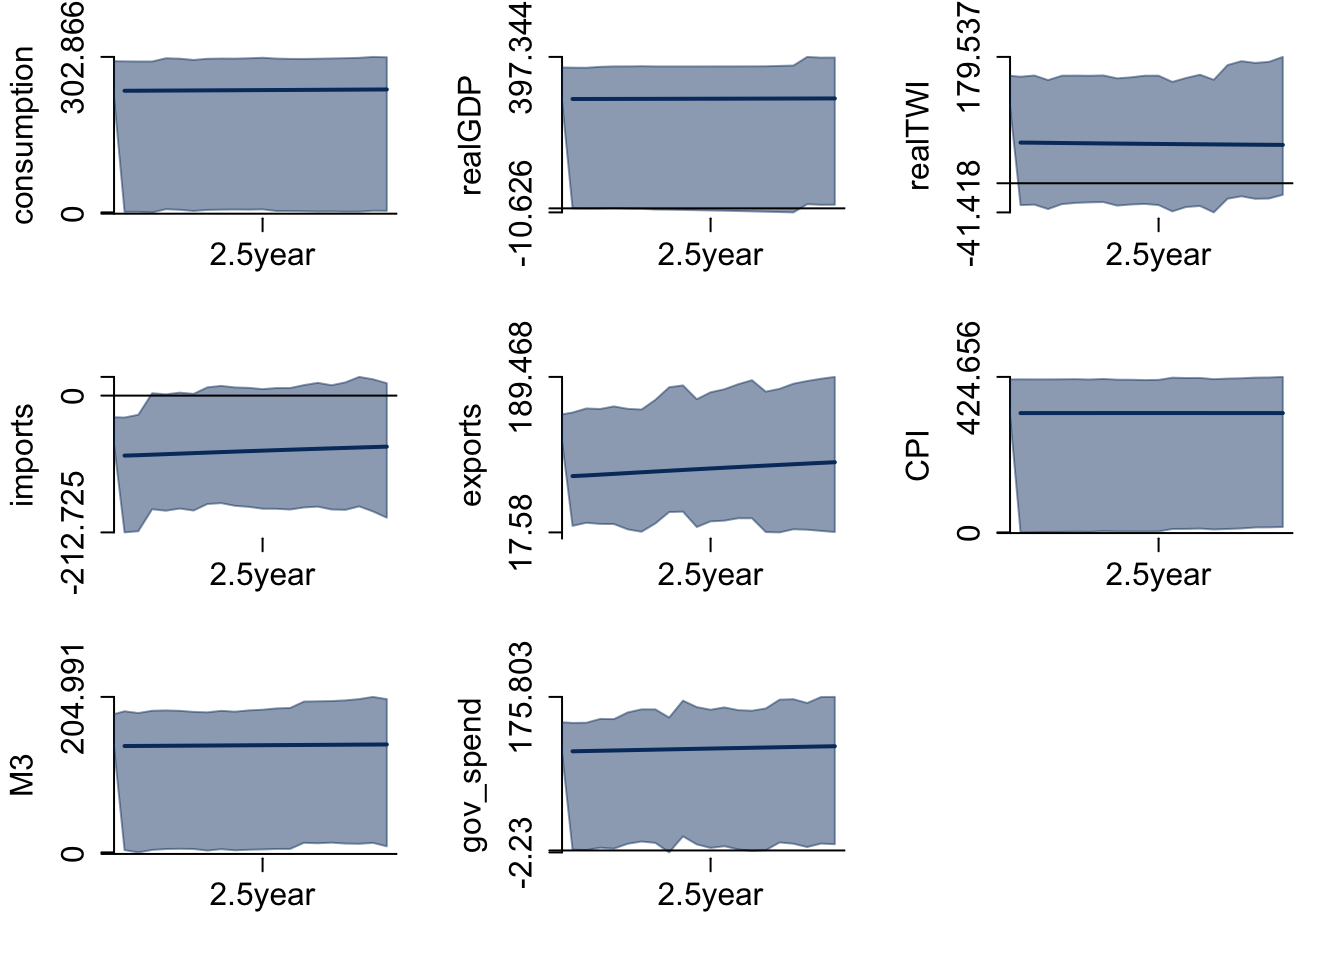 consumption
302.866
0
2.5year
realGDP
397.344
-10.626
2.5year
realTWI
179.537
-41.418
2.5year
imports
0
-212.725
2.5year
exports
189.468
17.58
2.5year
CPI
424.656
0
2.5year
M3
204.991
0
2.5year
gov_spend
175.803
-2.23
2.5year